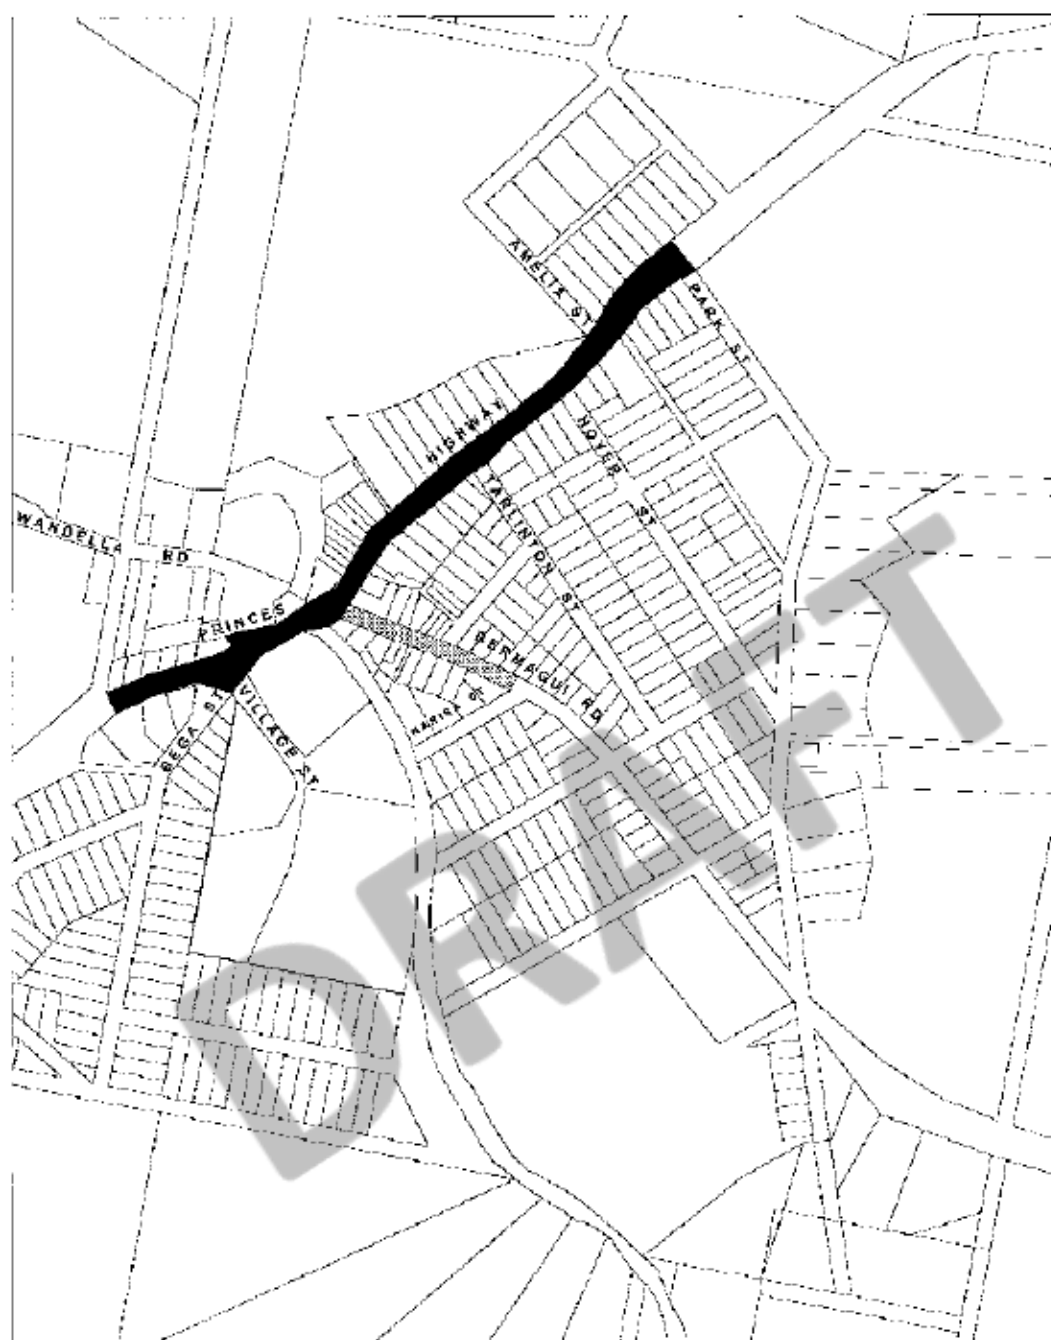 AMELIA ST
PARK ST
HIGHWAY
HOYER ST
TARLINTON ST
WANDELLA RD
PRINCES
BERMAGUI RD
BEGA ST
VILLAGE ST
DRAFT